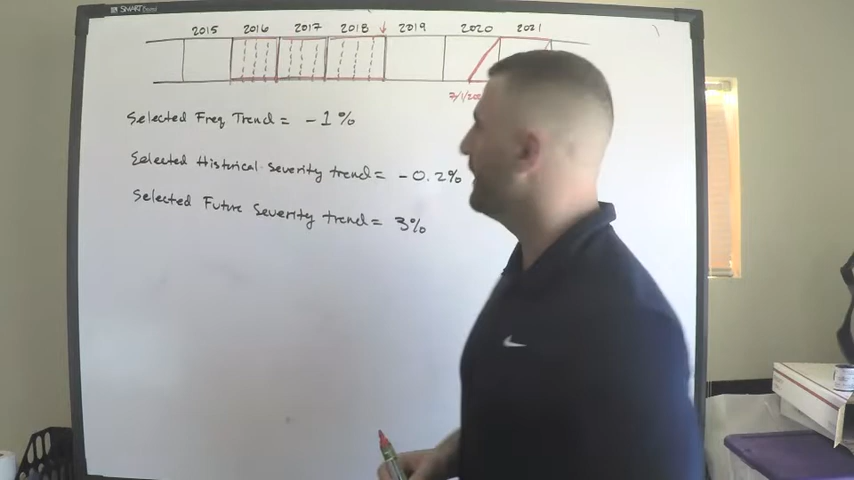 SMART
2015 2016 2017 2018 2019 2020 2021
Selected Freq Trend = -1%
Selected Historical severity trend = -0.2%
Selected Future Severity trend = 3%